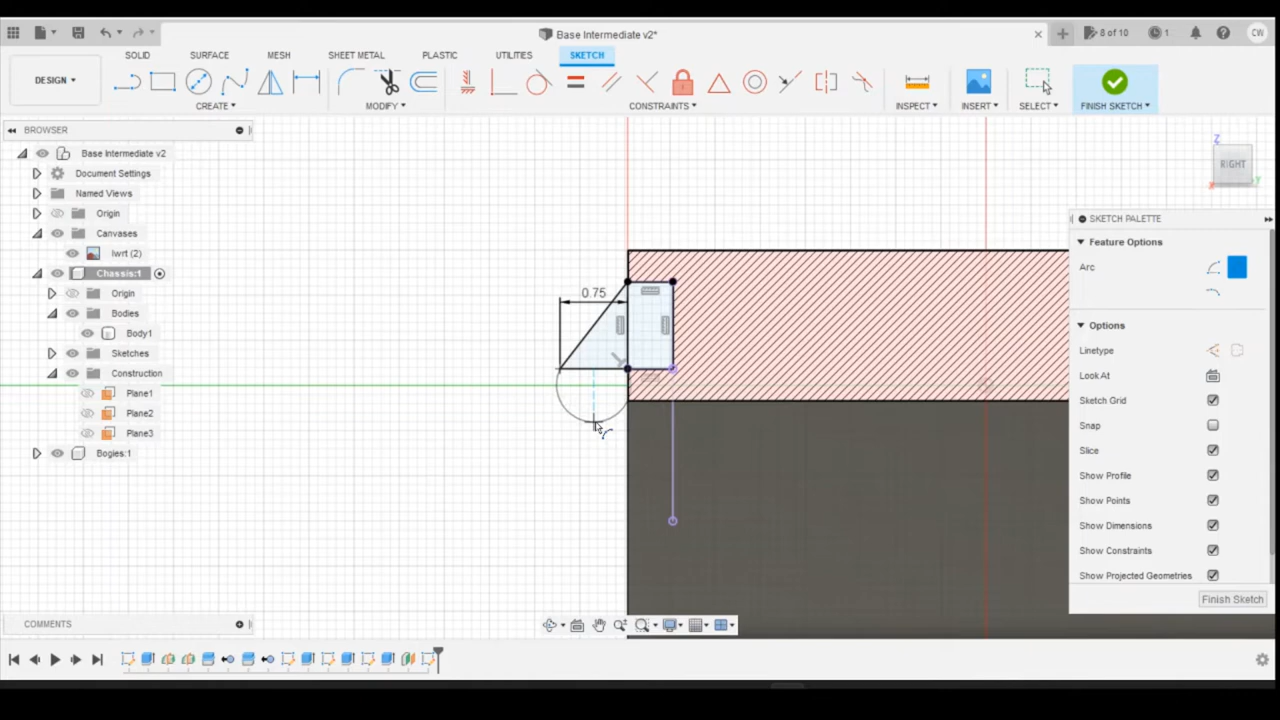 Base Intermediate v2*
8 of 10
1
CW
DESIGN
SOLID
SURFACE
MESH
SHEET METAL
PLASTIC
UTILITIES
SKETCH
CREATE
MODIFY
CONSTRAINTS
INSPECT
INSERT
SELECT
FINISH SKETCH
BROWSER
Base Intermediate v2
Document Settings
Named Views
Origin
Canvases
lwrt (2)
Chassis:1
Origin
Bodies
Body1
Sketches
Construction
Plane1
Plane2
Plane3
Bogies:1
0.75
Z
RIGHT
X
Y
SKETCH PALETTE
Feature Options
Arc
Options
Linetype
Look At
Sketch Grid
Snap
Slice
Show Profile
Show Points
Show Dimensions
Show Constraints
Show Projected Geometries
Finish Sketch
COMMENTS